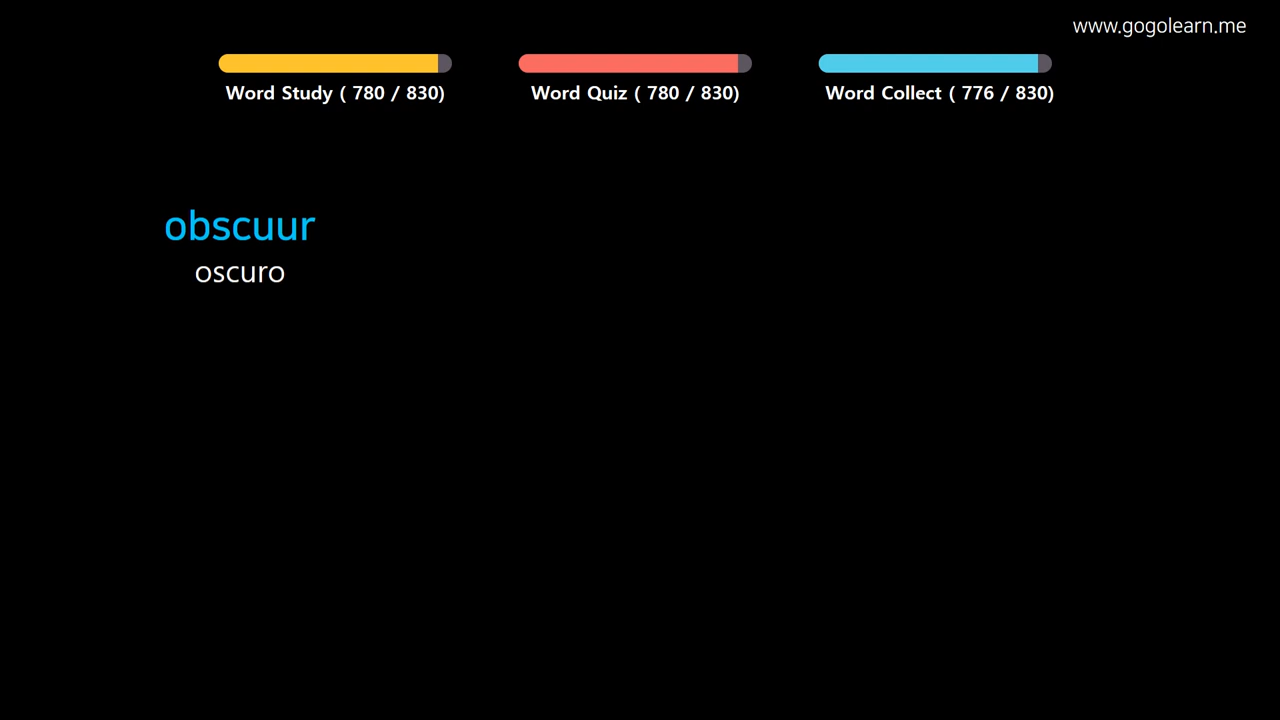 www.gogolearn.me
Word Study ( 780 / 830)
Word Quiz ( 780 / 830)
Word Collect ( 776 / 830)
obscuur
oscuro